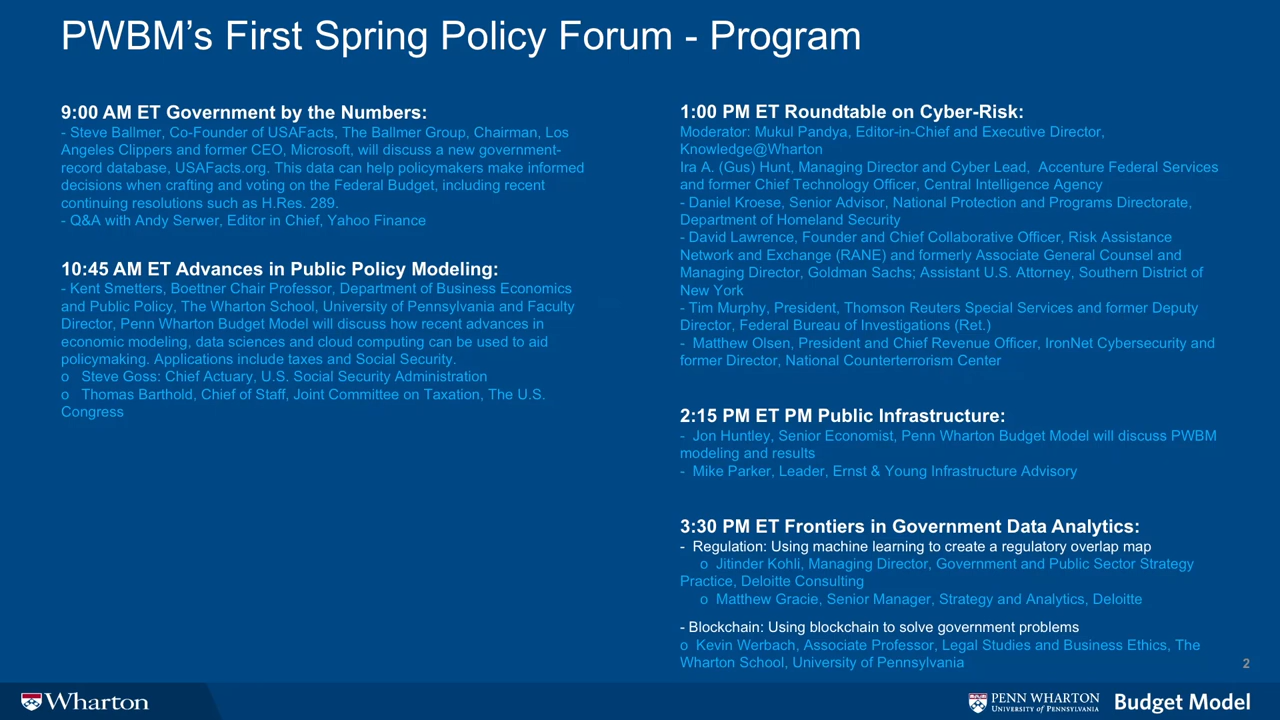 PWBM’s First Spring Policy Forum - Program
9:00 AM ET Government by the Numbers:
- Steve Ballmer, Co-Founder of USAFacts, The Ballmer Group, Chairman, Los
Angeles Clippers and former CEO, Microsoft, will discuss a new government-
record database, USAFacts.org. This data can help policymakers make informed
decisions when crafting and voting on the Federal Budget, including recent
continuing resolutions such as H.Res. 289.
- Q&A with Andy Serwer, Editor in Chief, Yahoo Finance
10:45 AM ET Advances in Public Policy Modeling:
- Kent Smetters, Boettner Chair Professor, Department of Business Economics
and Public Policy, The Wharton School, University of Pennsylvania and Faculty
Director, Penn Wharton Budget Model will discuss how recent advances in
economic modeling, data sciences and cloud computing can be used to aid
policymaking. Applications include taxes and Social Security.
o Steve Goss: Chief Actuary, U.S. Social Security Administration
o Thomas Barthold, Chief of Staff, Joint Committee on Taxation, The U.S.
Congress
1:00 PM ET Roundtable on Cyber-Risk:
Moderator: Mukul Pandya, Editor-in-Chief and Executive Director,
Knowledge@Wharton
Ira A. (Gus) Hunt, Managing Director and Cyber Lead, Accenture Federal Services
and former Chief Technology Officer, Central Intelligence Agency
- Daniel Kroese, Senior Advisor, National Protection and Programs Directorate,
Department of Homeland Security
- David Lawrence, Founder and Chief Collaborative Officer, Risk Assistance
Network and Exchange (RANE) and formerly Associate General Counsel and
Managing Director, Goldman Sachs; Assistant U.S. Attorney, Southern District of
New York
- Tim Murphy, President, Thomson Reuters Special Services and former Deputy
Director, Federal Bureau of Investigations (Ret.)
- Matthew Olsen, President and Chief Revenue Officer, IronNet Cybersecurity and
former Director, National Counterterrorism Center
2:15 PM ET PM Public Infrastructure:
- Jon Huntley, Senior Economist, Penn Wharton Budget Model will discuss PWBM
modeling and results
- Mike Parker, Leader, Ernst & Young Infrastructure Advisory
3:30 PM ET Frontiers in Government Data Analytics:
- Regulation: Using machine learning to create a regulatory overlap map
o Jitinder Kohli, Managing Director, Government and Public Sector Strategy
Practice, Deloitte Consulting
o Matthew Gracie, Senior Manager, Strategy and Analytics, Deloitte
- Blockchain: Using blockchain to solve government problems
o Kevin Werbach, Associate Professor, Legal Studies and Business Ethics, The
Wharton School, University of Pennsylvania
2
Wharton
PENN WHARTON
UNIVERSITY OF PENNSYLVANIA
Budget Model